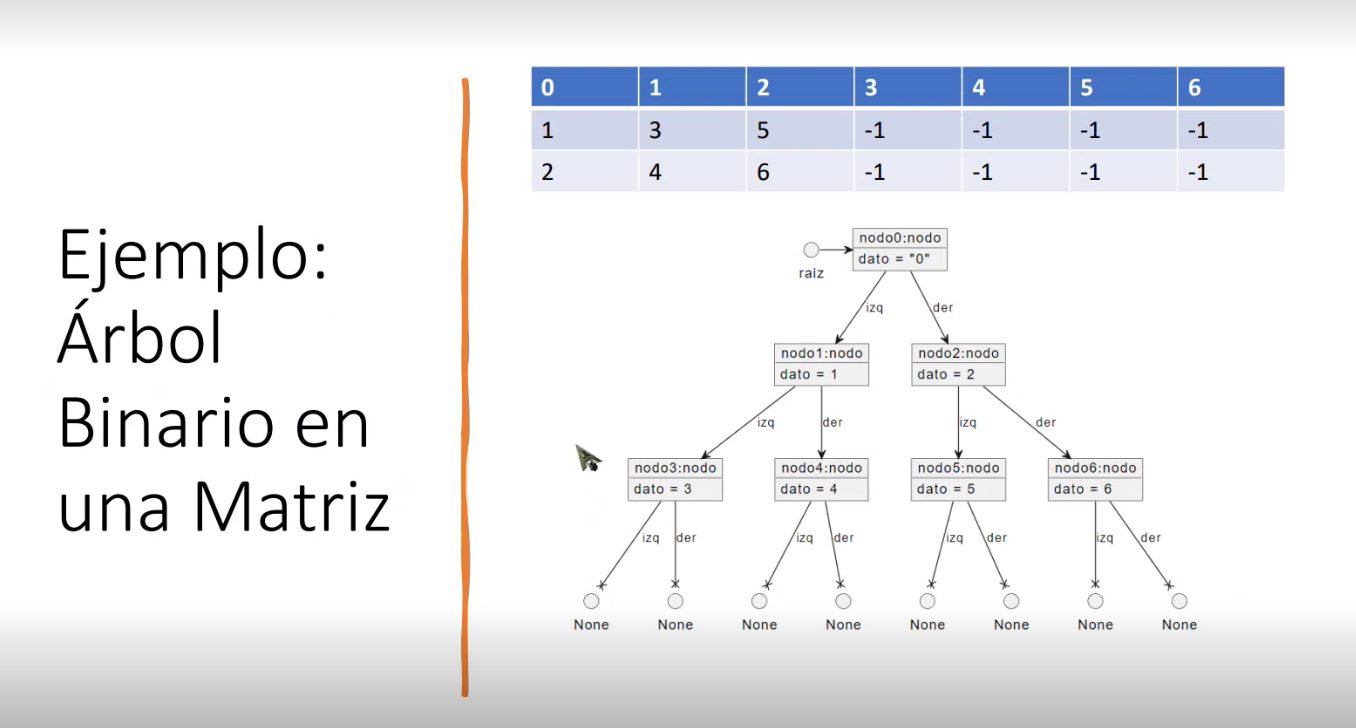 Ejemplo:
Árbol
Binario en
una Matriz
0 1 2 3 4 5 6
1 3 5 -1 -1 -1 -1
2 4 6 -1 -1 -1 -1
raiz
nodo0:nodo
dato = "0"
izq der
nodo1:nodo nodo2:nodo
dato = 1 dato = 2
izq der izq der
nodo3:nodo nodo4:nodo nodo5:nodo nodo6:nodo
dato = 3 dato = 4 dato = 5 dato = 6
izq der izq der izq der izq der
None None None None None None None None